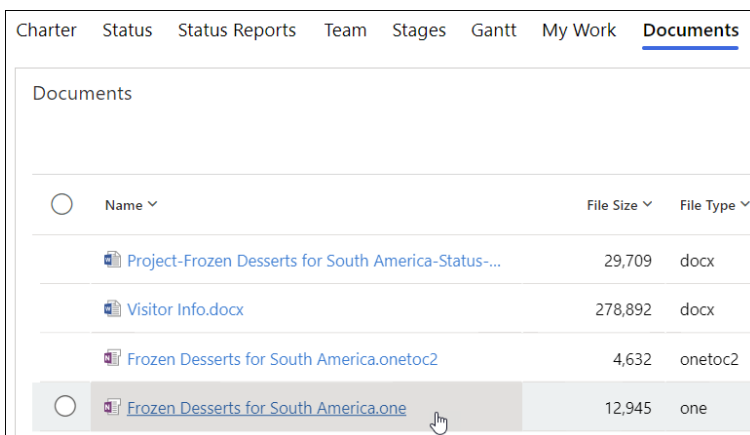 Charter Status Status Reports Team Stages Gantt My Work Documents
Documents
Name File Size File Type
Project-Frozen Desserts for South America-Status-... 29,709 docx
Visitor Info.docx 278,892 docx
Frozen Desserts for South America.onetoc2 4,632 onetoc2
Frozen Desserts for South America.one 12,945 one